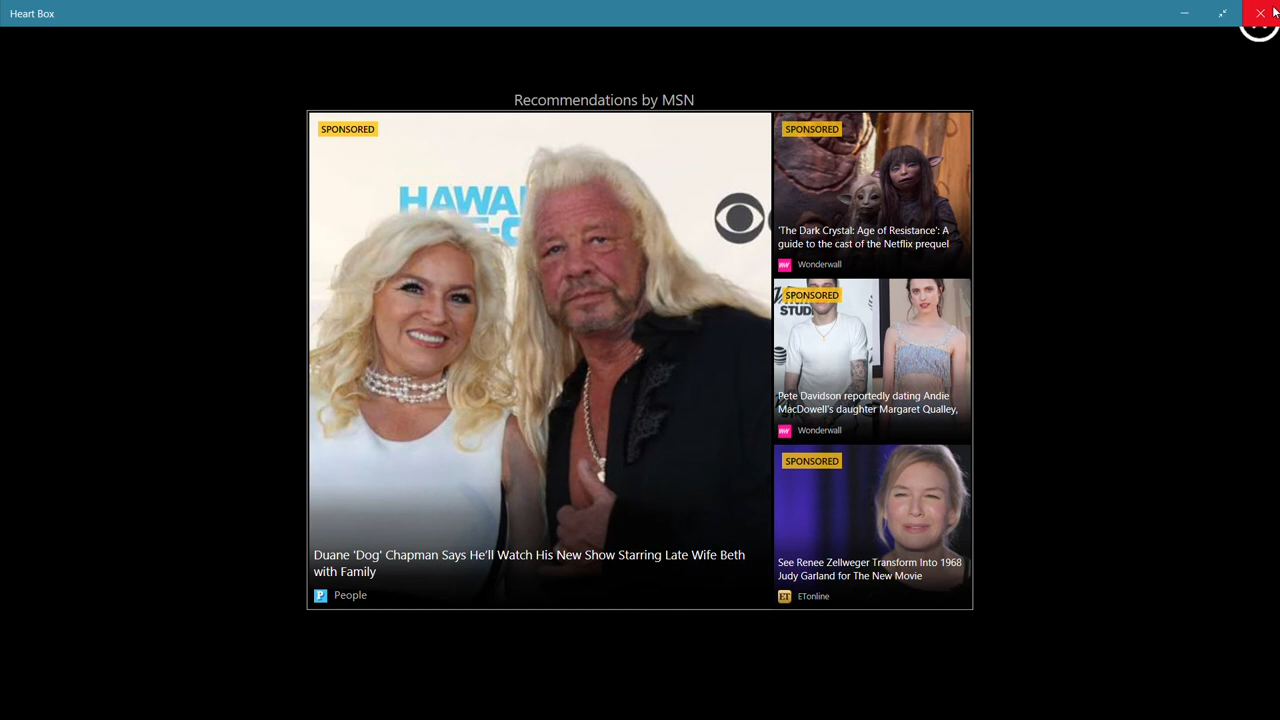 Heart Box
Recommendations by MSN
SPONSORED
HAWA
Duane 'Dog' Chapman Says He'll Watch His New Show Starring Late Wife Beth
with Family
P People
SPONSORED
'The Dark Crystal: Age of Resistance': A
guide to the cast of the Netflix prequel
Wonderwall
SPONSORED
STUD
Pete Davidson reportedly dating Andie
MacDowell's daughter Margaret Qualley,
Wonderwall
SPONSORED
See Renee Zellweger Transform Into 1968
Judy Garland for The New Movie
ET ETonline